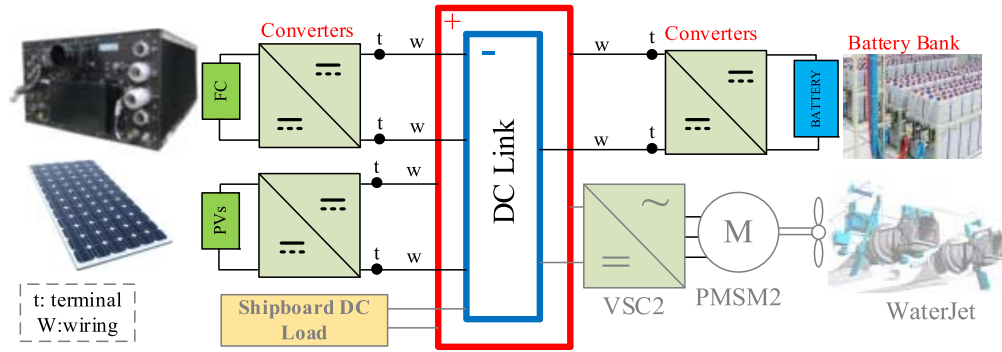 Converters
t
w
FC
t
w
PVs
t
w
t
w
Shipboard DC
Load
t: terminal
W:wiring
+
-
DC Link
w
t
Converters
w
t
BATTERY
Battery Bank
~
=
VSC2
M
PMSM2
WaterJet